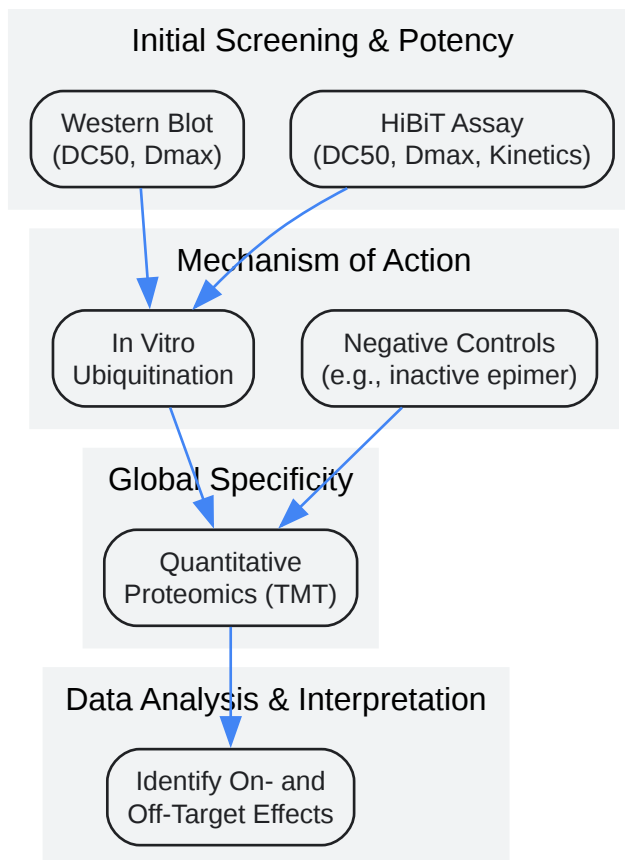 Initial Screening & Potency
Western Blot
(DC50, Dmax)
HiBiT Assay
(DC50, Dmax, Kinetics)
Mechanism of Action
In Vitro
Ubiquitination
Negative Controls
(e.g., inactive epimer)
Global Specificity
Quantitative
Proteomics (TMT)
Data Analysis & Interpretation
Identify On- and
Off-Target Effects